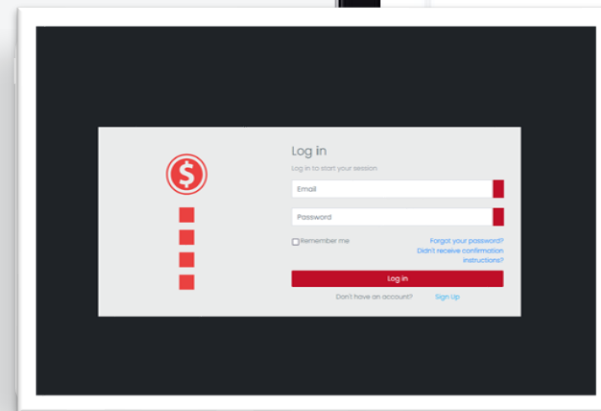 $
Log in
Log in to start your session
Email
Password
Remember me
Forgot your password?
Didn't receive confirmation
instructions?
Log in
Don't have an account? Sign Up